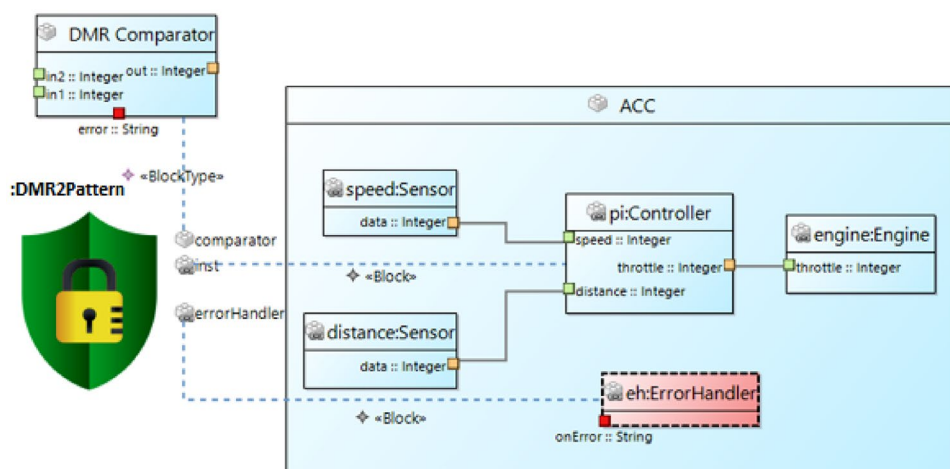 DMR Comparator
in2 :: Integer
out :: Integer
in1 :: Integer
error :: String
«BlockType»
:DMR2Pattern
comparator
inst
errorHandler
ACC
speed:Sensor
data :: Integer
«Block»
distance:Sensor
data :: Integer
«Block»
pi:Controller
speed :: Integer
throttle :: Integer
distance :: Integer
engine:Engine
throttle :: Integer
eh:ErrorHandler
onError :: String